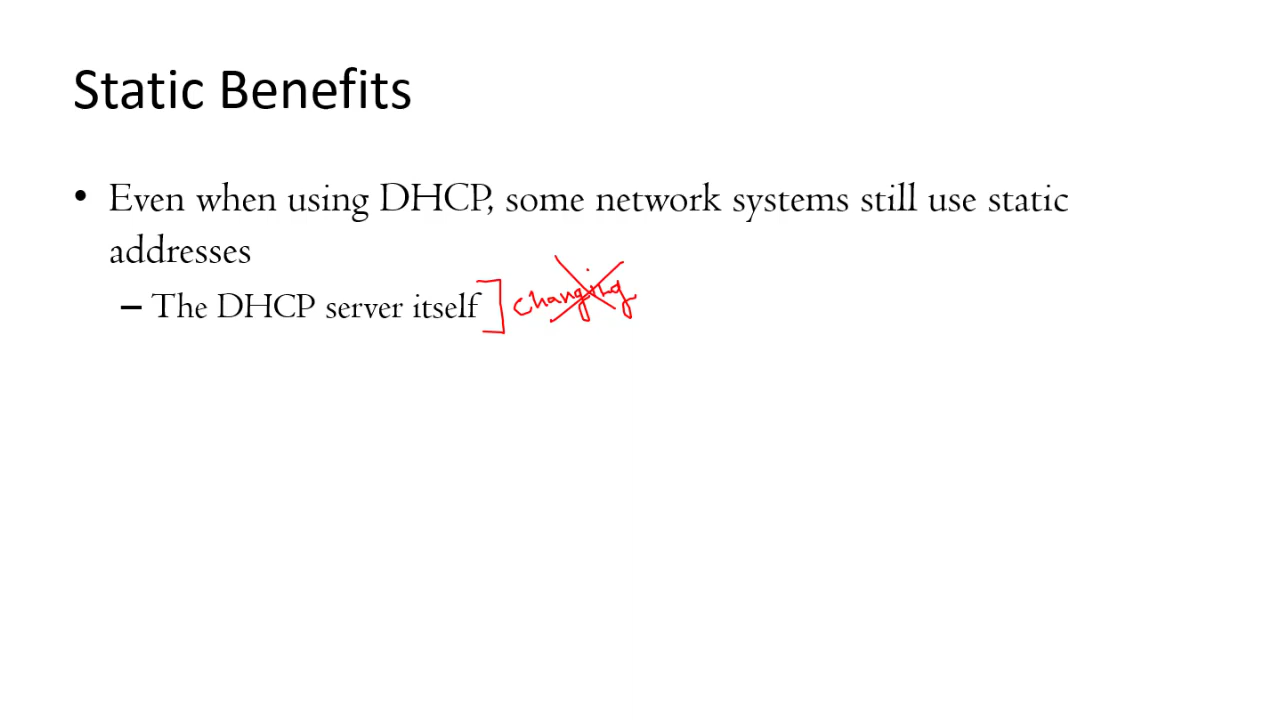 Static Benefits
• Even when using DHCP, some network systems still use static
addresses
– The DHCP server itself ] changing